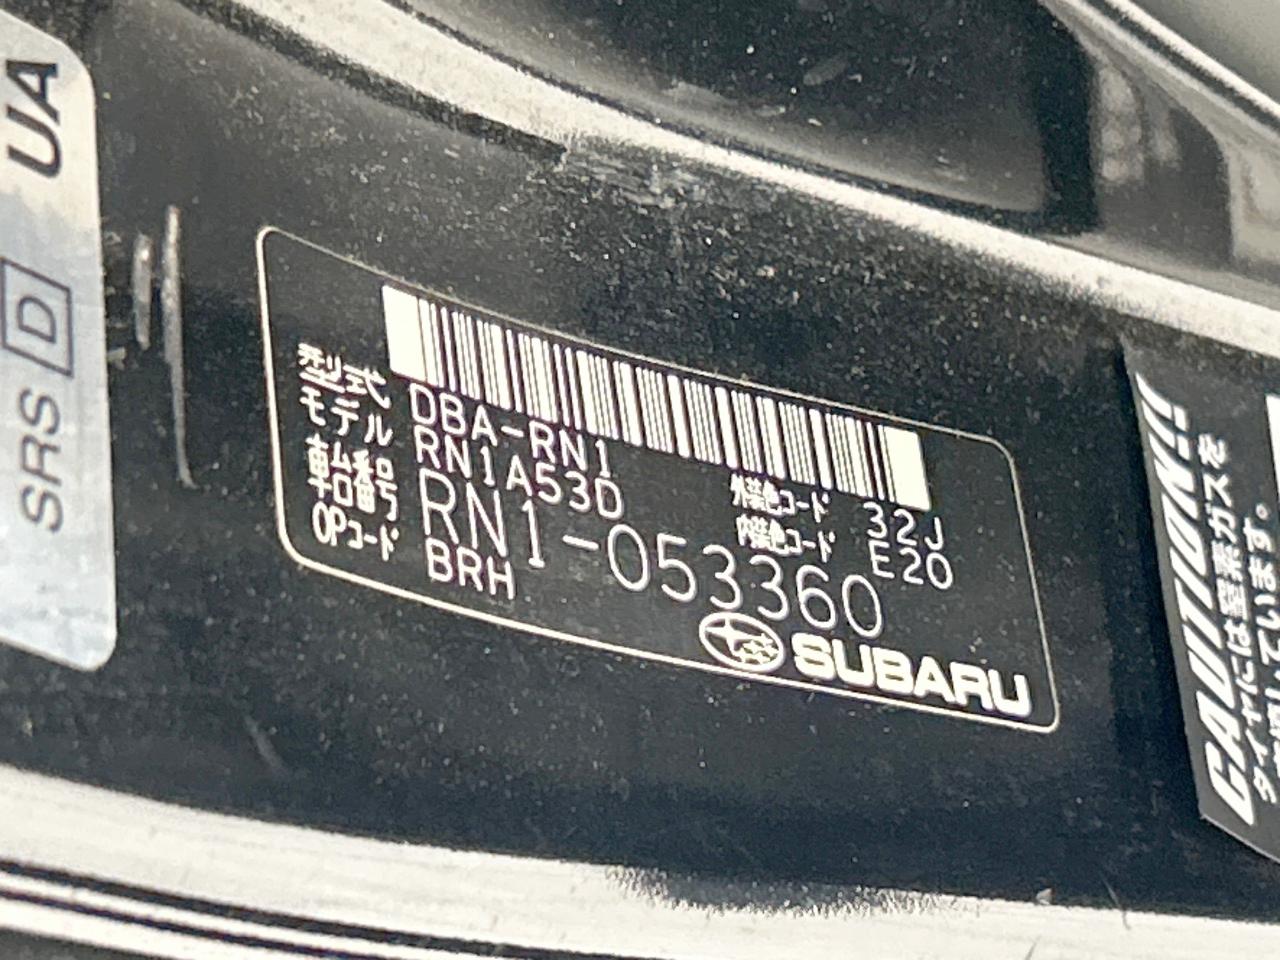 UA
SRS D
型式 DBA-RN1
モデル RN1A53D 外装色コード 32J
車台番号 RN1-053360 内装色コード E20
OPコード BRH
SUBARU
CAUTION!!
タイヤには窒素ガスを
しています。